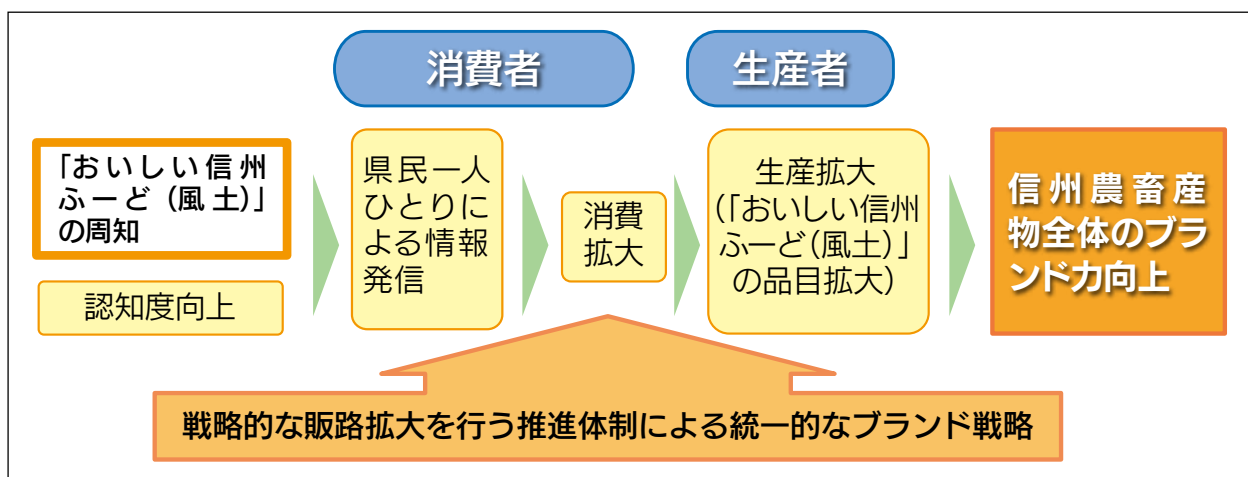 消費者
生産者
「おいしい信州
ふーど（風土）」
の周知
認知度向上
県民一人
ひとりに
よる情報
発信
消費
拡大
生産拡大
（「おいしい信州
ふーど（風土）」
の品目拡大）
信州農畜産
物全体のブラ
ンド力向上
戦略的な販路拡大を行う推進体制による統一的なブランド戦略